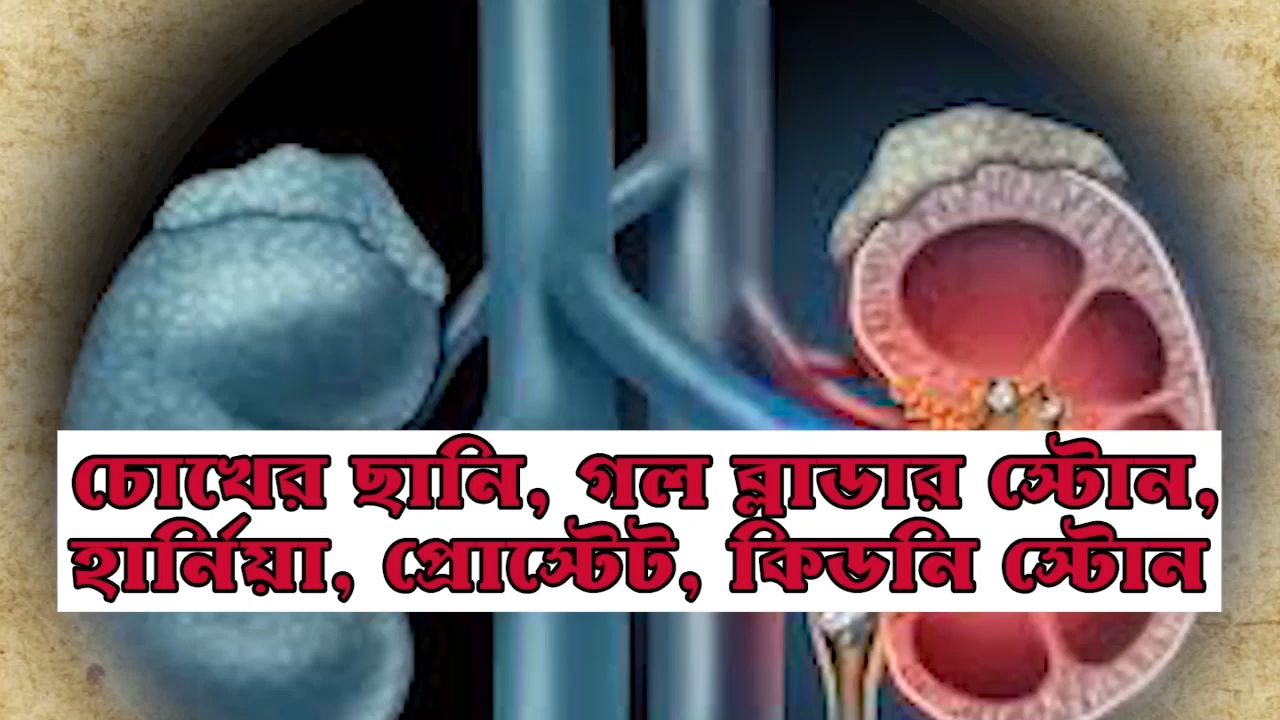 চোখের ছানি, গল ব্লাডার স্টোন,
হার্নিয়া, প্রোস্টেট, কিডনি স্টোন